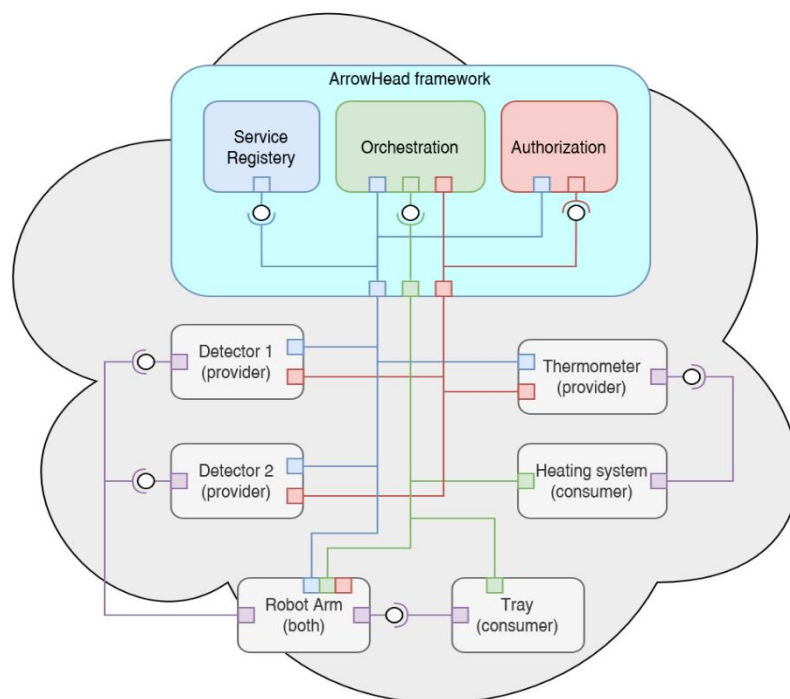 ArrowHead framework
Service
Registery
Orchestration
Authorization
Detector 1
(provider)
Thermometer
(provider)
Detector 2
(provider)
Heating system
(consumer)
Robot Arm
(both)
Tray
(consumer)